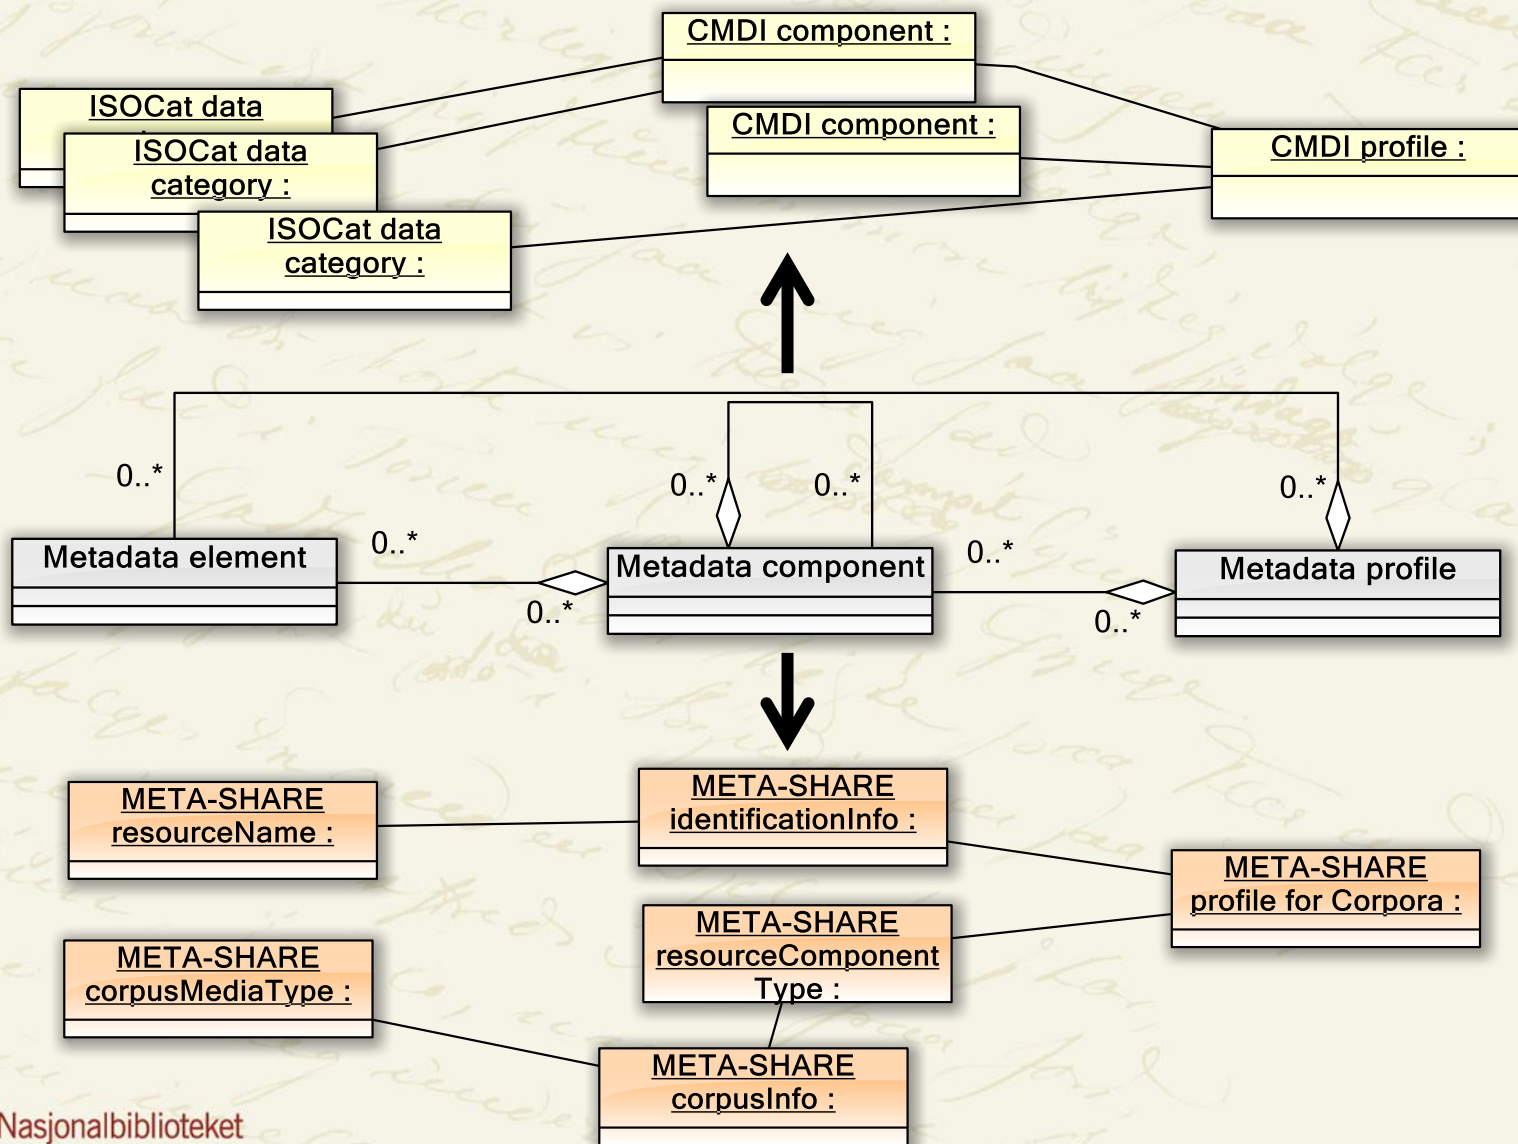 CMDI component :
ISOCat data
CMDI component :
CMDI profile :
ISOCat data
category :
ISOCat data
category :
0..*
0..*
0..*
0..*
0..*
0..*
Metadata element
Metadata component
Metadata profile
0..*
0..*
META-SHARE
resourceName :
META-SHARE
identificationInfo :
META-SHARE
profile for Corpora :
META-SHARE
resourceComponent
Type :
META-SHARE
corpusMediaType :
META-SHARE
corpusInfo :
Nasjonalbiblioteket